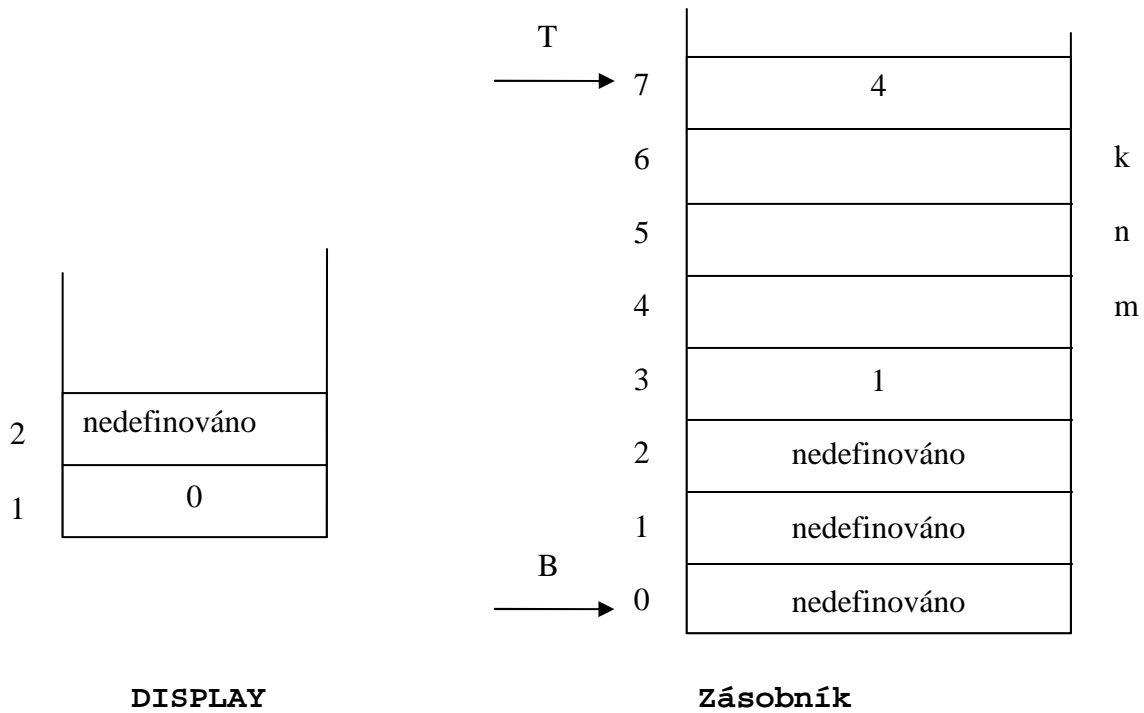 T
7 4
6 k
5 n
4 m
3 1
2 nedefinováno
1 nedefinováno
B
0 nedefinováno
2 nedefinováno
1 0
DISPLAY
Zásobník